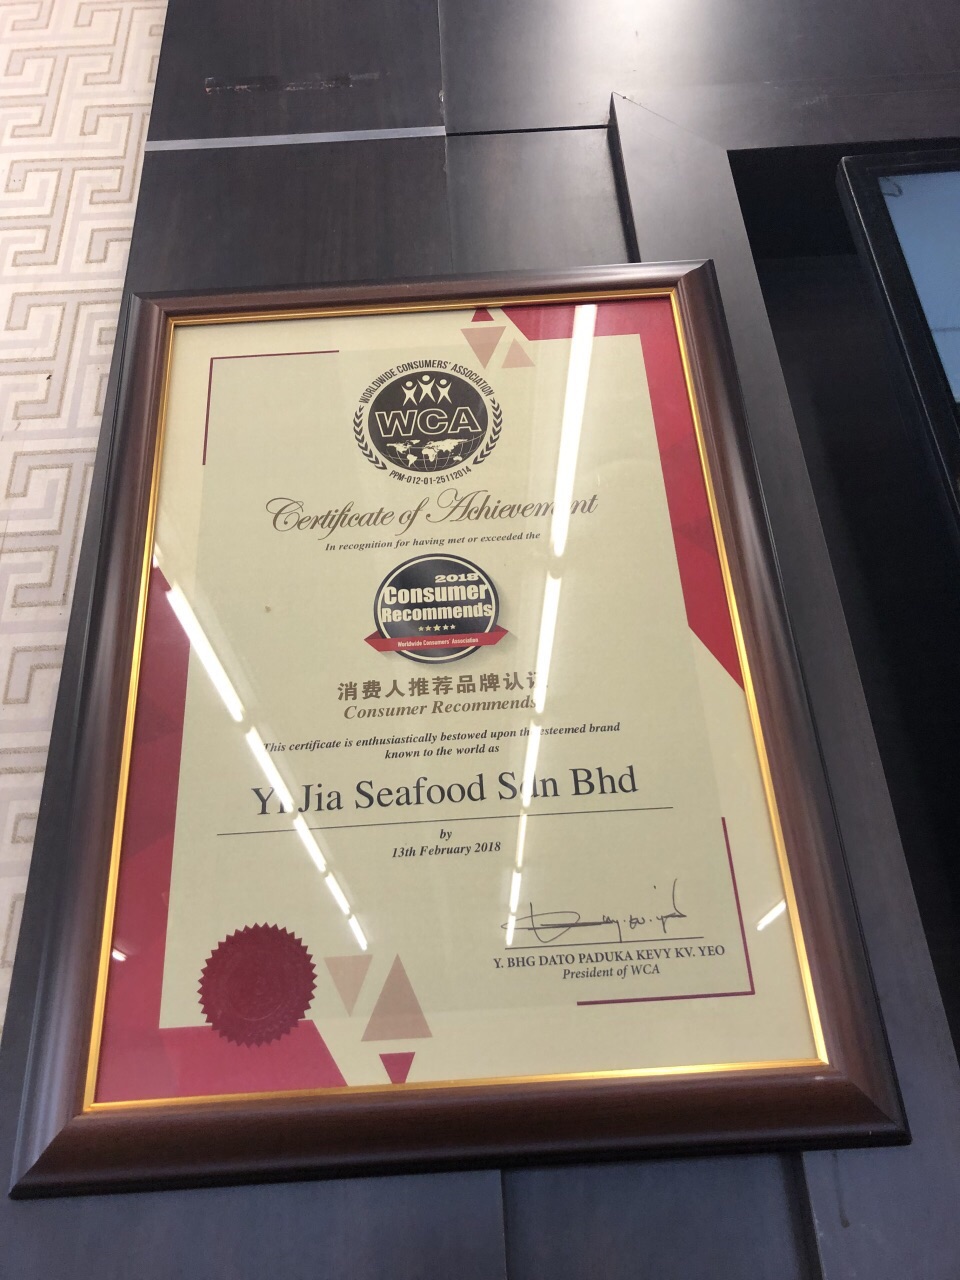 WORLDWIDE CONSUMERS' ASSOCIATION
WCA
PPM-012-01-25112014
Certificate of Achievement
In recognition for having met or exceeded the
2018
Consumer
Recommends
Worldwide Consumers' Association
消费人推荐品牌认证
Consumer Recommends
This certificate is enthusiastically bestowed upon the esteemed brand
known to the world as
Yi Jia Seafood Sdn Bhd
by
13th February 2018
Y. BHG DATO PADUKA KEVY KV. YEO
President of WCA